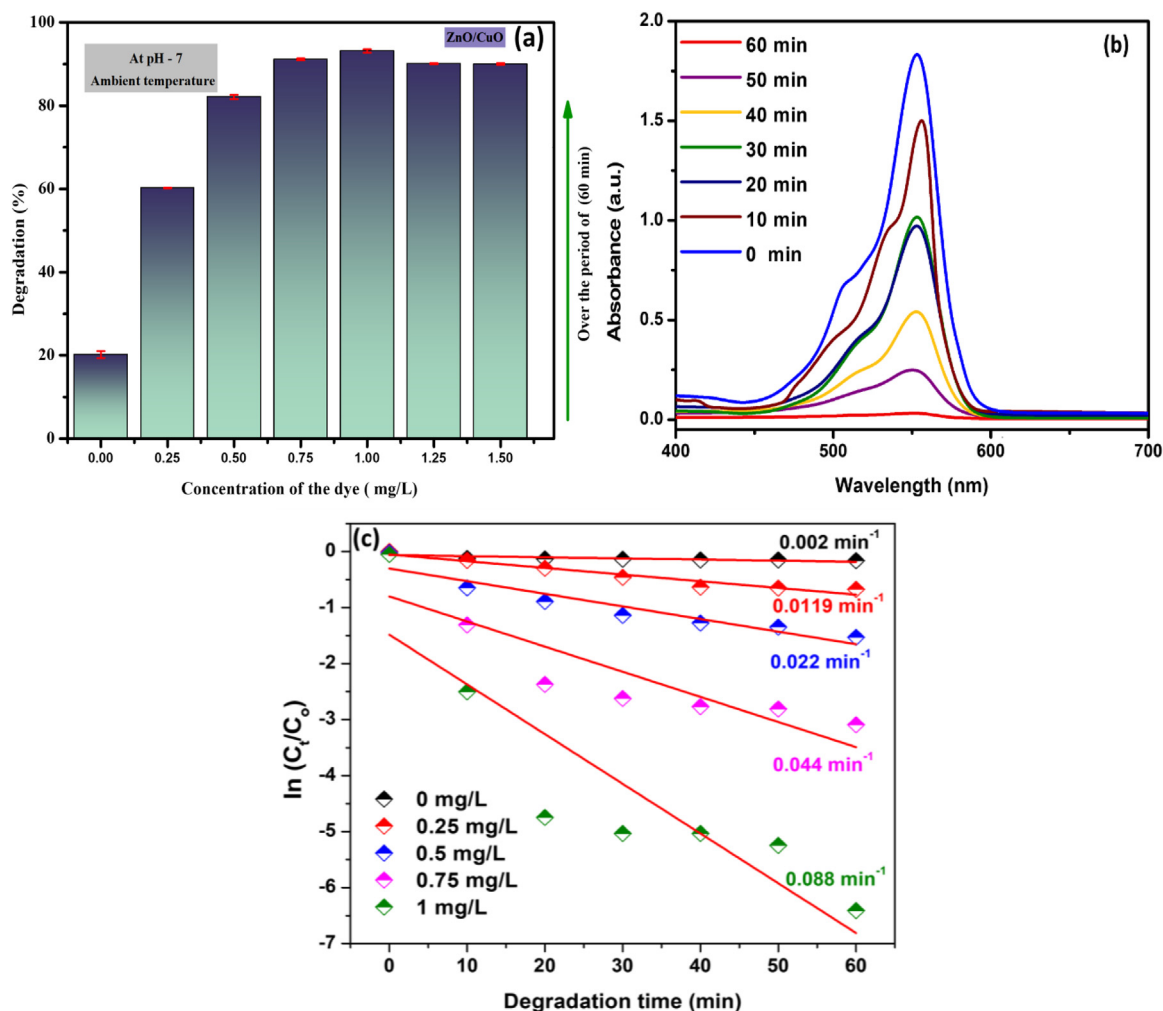 (a)
ZnO/CuO
At pH - 7
Ambient temperature
Degradation (%)
100
80
60
40
20
0
0.00 0.25 0.50 0.75 1.00 1.25 1.50
Concentration of the dye ( mg/L)
Over the period of (60 min)
(b)
60 min
50 min
40 min
30 min
20 min
10 min
0 min
Absorbance (a.u.)
2.0
1.5
1.0
0.5
0.0
400 500 600 700
Wavelength (nm)
(c)
0.002 min-1
0.0119 min-1
0.022 min-1
0.044 min-1
0.088 min-1
0 mg/L
0.25 mg/L
0.5 mg/L
0.75 mg/L
1 mg/L
ln (Ct/Co)
0
-1
-2
-3
-4
-5
-6
-7
0 10 20 30 40 50 60
Degradation time (min)